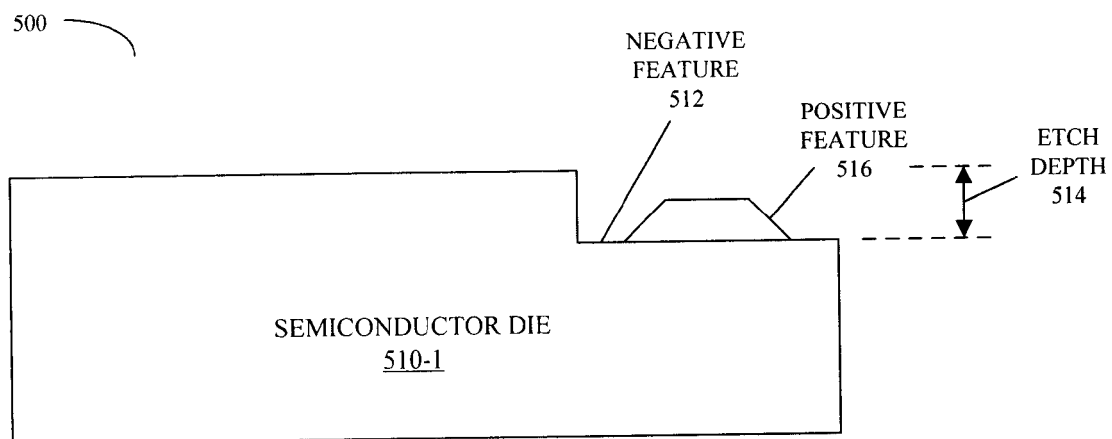 500
NEGATIVE
FEATURE
512
POSITIVE
FEATURE
516
ETCH
DEPTH
514
SEMICONDUCTOR DIE
510-1